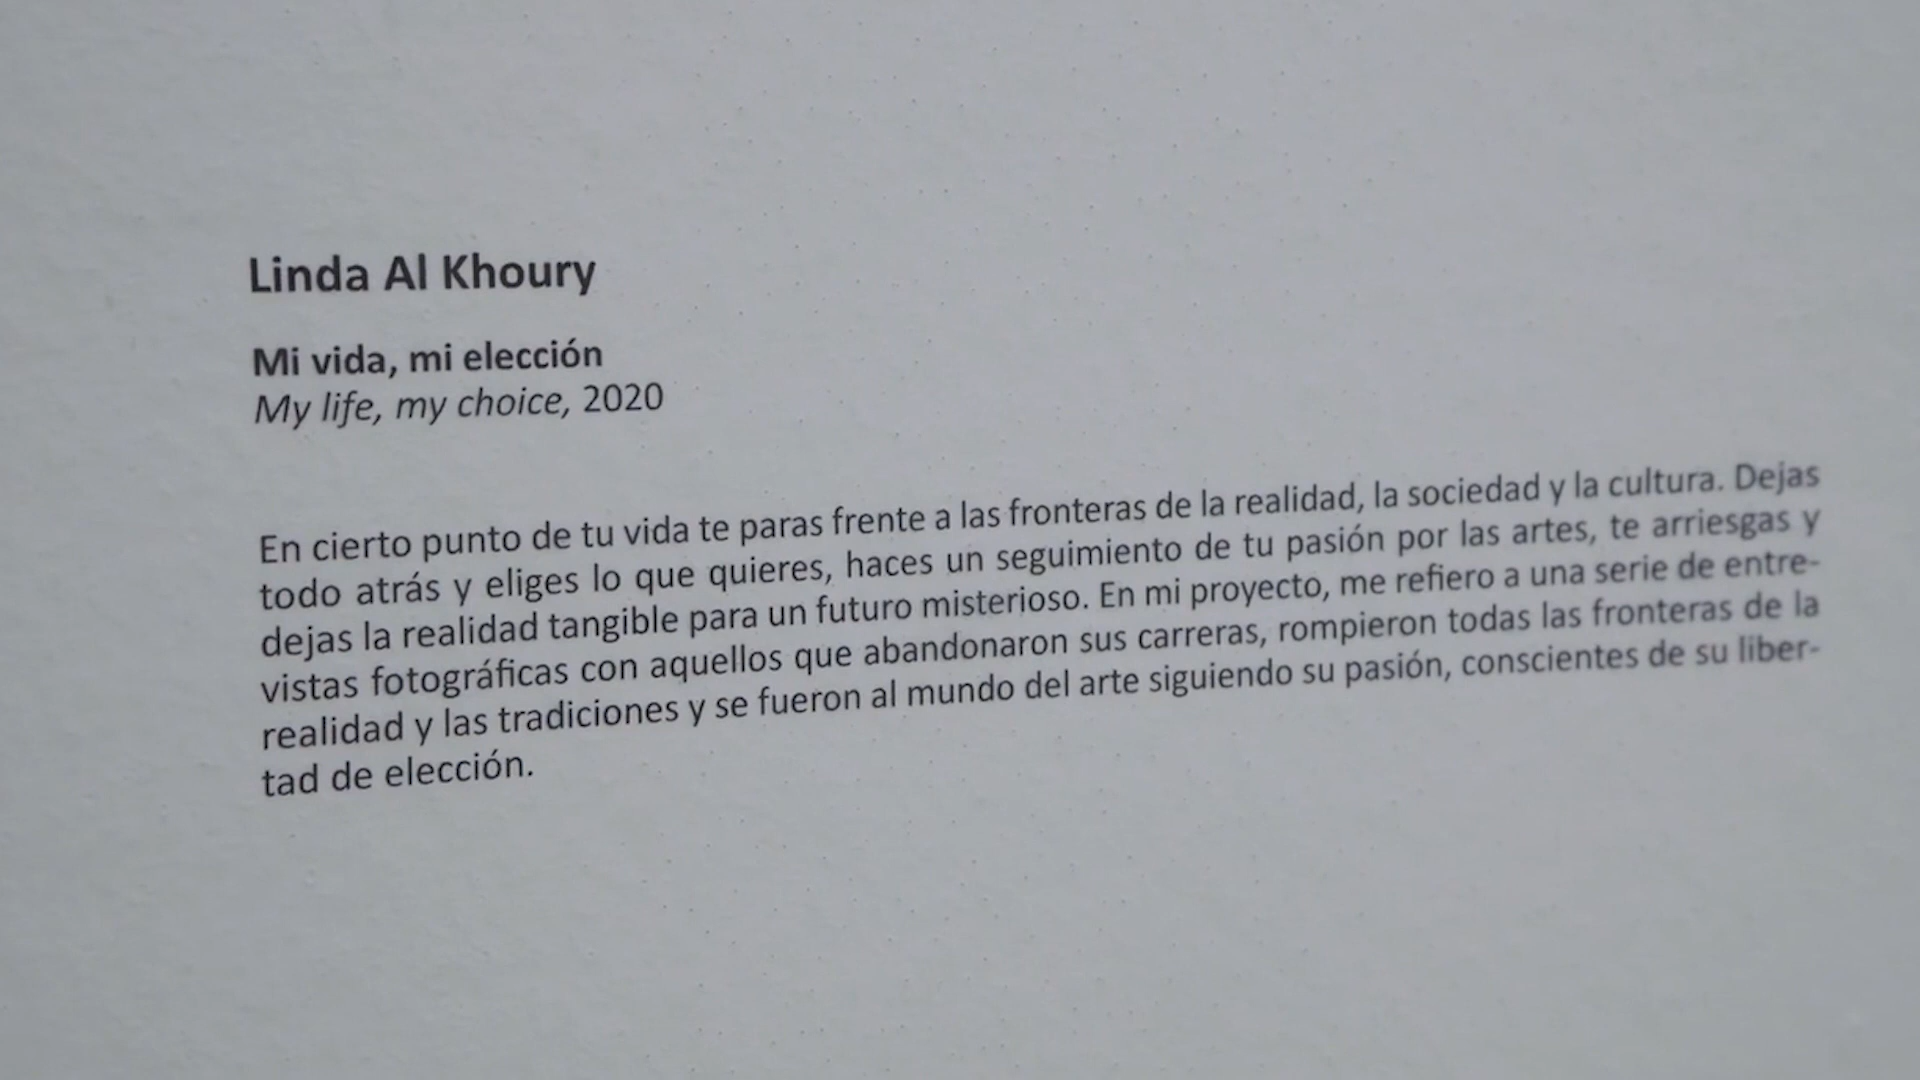 Linda Al Khoury
Mi vida, mi elección
My life, my choice, 2020
En cierto punto de tu vida te paras frente a las fronteras de la realidad, la sociedad y la cultura. Dejas
todo atrás y eliges lo que quieres, haces un seguimiento de tu pasión por las artes, te arriesgas y
dejas la realidad tangible para un futuro misterioso. En mi proyecto, me refiero a una serie de entre-
vistas fotográficas con aquellos que abandonaron sus carreras, rompieron todas las fronteras de la
realidad y las tradiciones y se fueron al mundo del arte siguiendo su pasión, conscientes de su liber-
tad de elección.